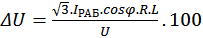 ΔU = √3.I_РАБ.cosφ.R.L / U . 100